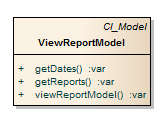 CI_Model
ViewReportModel
+ getDates() :var
+ getReports() :var
+ viewReportModel() :var